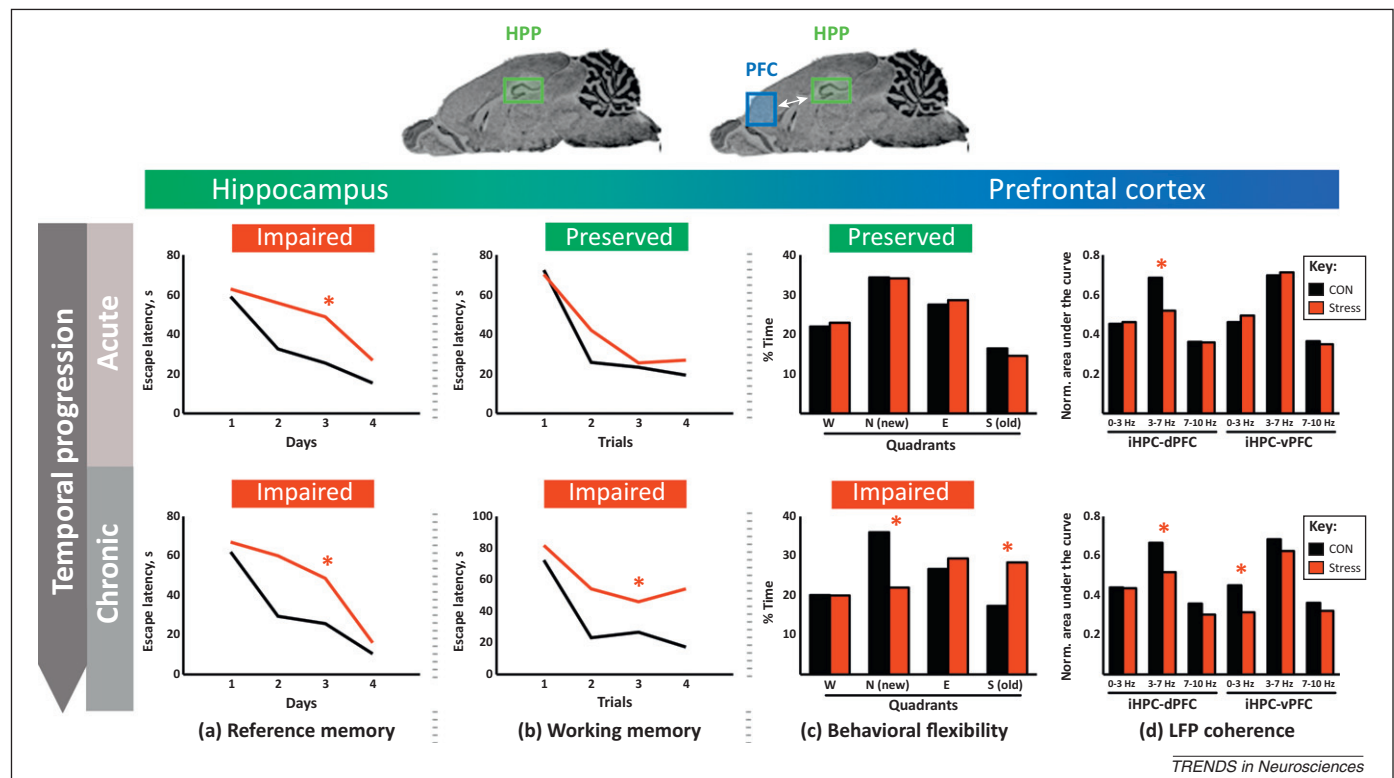 HPP
HPP
PFC
Hippocampus
Prefrontal cortex
Temporal progression
Acute
Chronic
Impaired
80
60
40
20
0
Escape latency, s
*
1 2 3 4
Days
Preserved
80
60
40
20
0
Escape latency, s
1 2 3 4
Trials
Preserved
40
30
20
10
% Time
W N (new) E S (old)
Quadrants
0.8
0.6
0.4
0.2
Norm. area under the curve
*
Key:
CON
Stress
0-3 Hz 3-7 Hz 7-10 Hz 0-3 Hz 3-7 Hz 7-10 Hz
iHPC-dPFC iHPC-vPFC
Impaired
80
60
40
20
0
Escape latency, s
*
1 2 3 4
Days
Impaired
100
80
60
40
20
0
Escape latency, s
*
1 2 3 4
Trials
Impaired
40
30
20
10
% Time
* *
W N (new) E S (old)
Quadrants
0.8
0.6
0.4
0.2
Norm. area under the curve
* *
Key:
CON
Stress
0-3 Hz 3-7 Hz 7-10 Hz 0-3 Hz 3-7 Hz 7-10 Hz
iHPC-dPFC iHPC-vPFC
(a) Reference memory
(b) Working memory
(c) Behavioral flexibility
(d) LFP coherence
TRENDS in Neurosciences